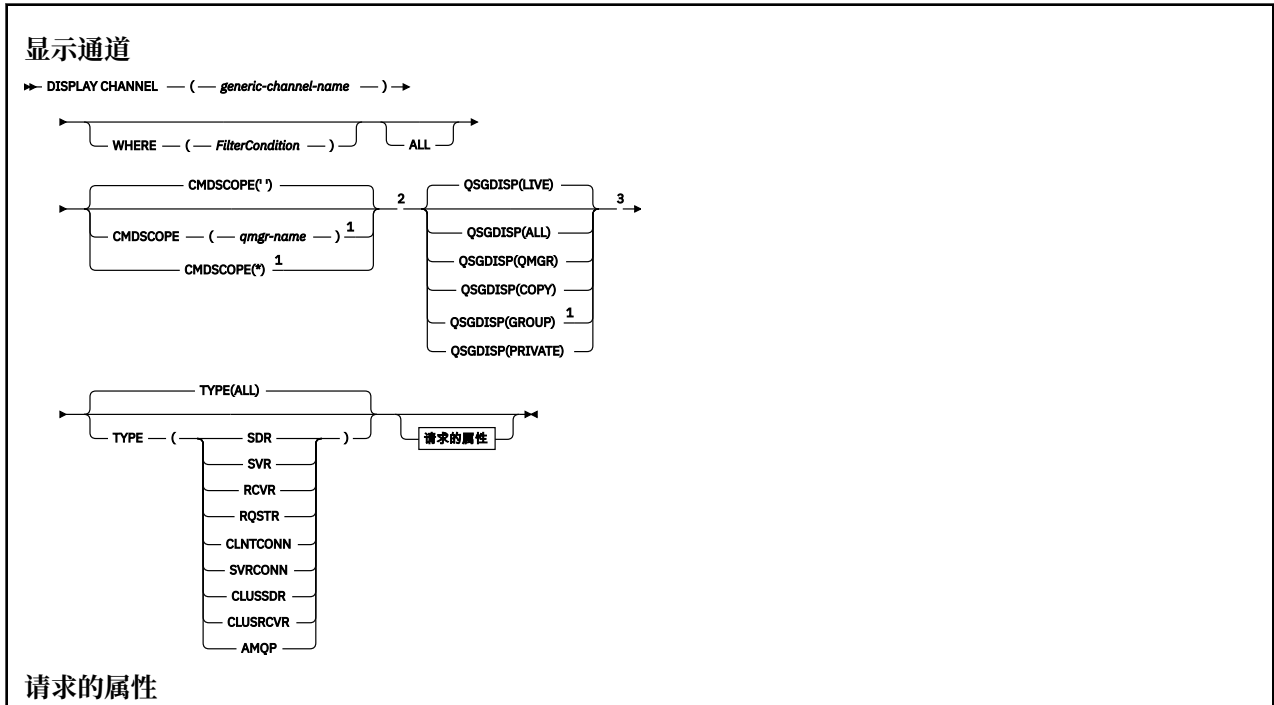 显示通道
DISPLAY CHANNEL ( generic-channel-name )
WHERE ( FilterCondition ) ALL
CMDSCOPE(' ') 2 QSGDISP(LIVE) 3
CMDSCOPE ( qmgr-name ) 1 QSGDISP(ALL)
CMDSCOPE(*) 1 QSGDISP(QMGR)
QSGDISP(COPY)
QSGDISP(GROUP) 1
QSGDISP(PRIVATE)
TYPE(ALL)
TYPE ( SDR ) 请求的属性
SVR
RCVR
RQSTR
CLNTCONN
SVRCONN
CLUSSDR
CLUSRCVR
AMQP
请求的属性